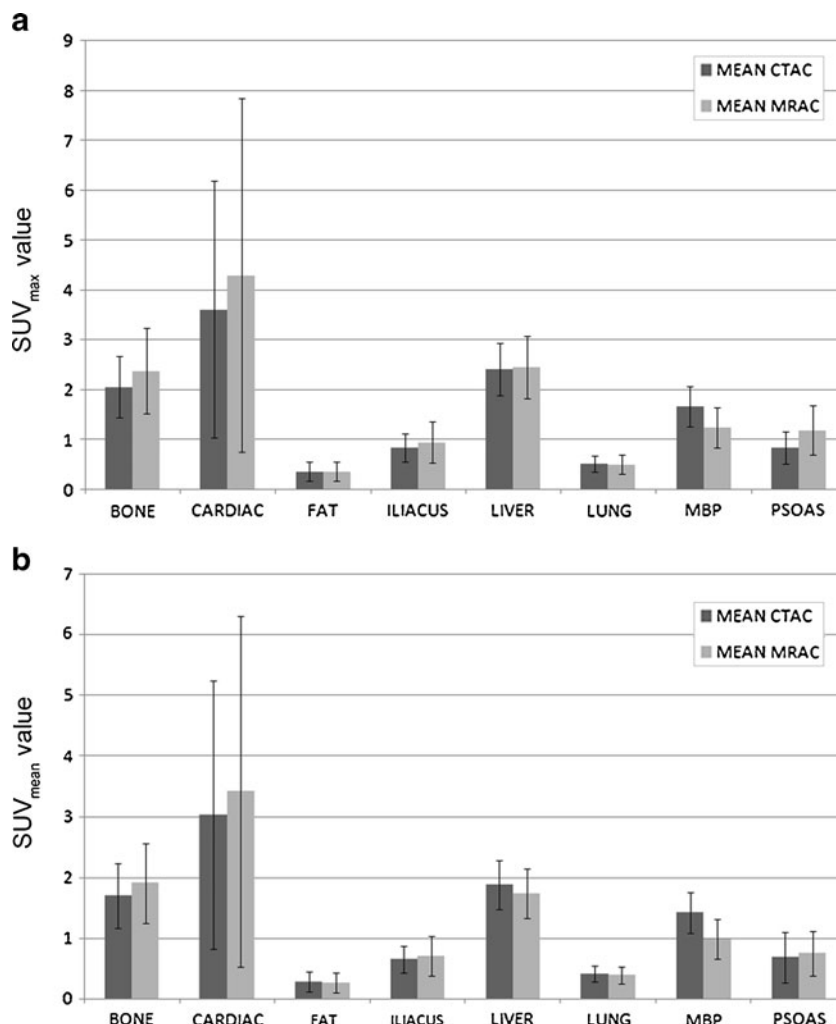 a
9
8
7
6
5
4
3
2
1
0
SUVmax value
MEAN CTAC
MEAN MRAC
BONE CARDIAC FAT ILIACUS LIVER LUNG MBP PSOAS
b
7
6
5
4
3
2
1
0
SUVmean value
MEAN CTAC
MEAN MRAC
BONE CARDIAC FAT ILIACUS LIVER LUNG MBP PSOAS